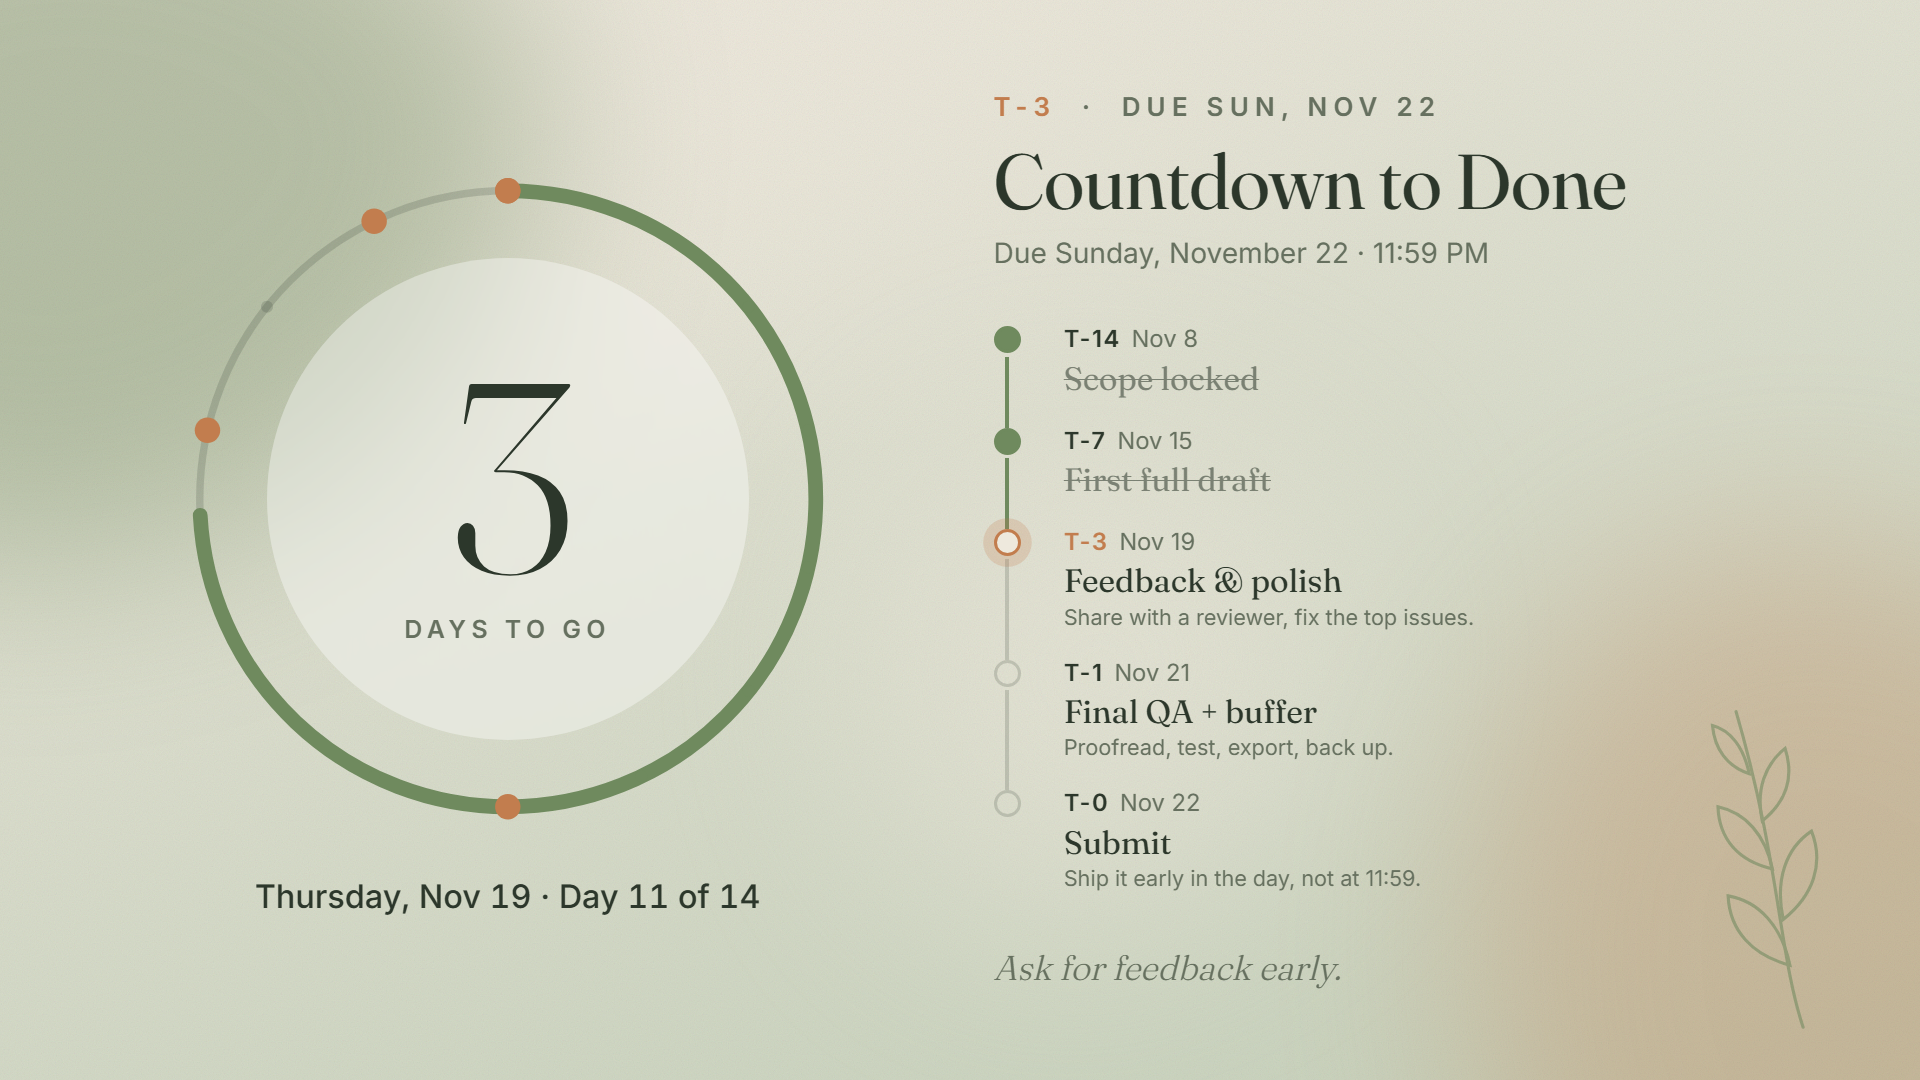 3
DAYS TO GO
Thursday, Nov 19 · Day 11 of 14
T-3 · DUE SUN, NOV 22
Countdown to Done
Due Sunday, November 22 · 11:59 PM
T-14 Nov 8
Scope locked
T-7 Nov 15
First full draft
T-3 Nov 19
Feedback & polish
Share with a reviewer, fix the top issues.
T-1 Nov 21
Final QA + buffer
Proofread, test, export, back up.
T-0 Nov 22
Submit
Ship it early in the day, not at 11:59.
Ask for feedback early.